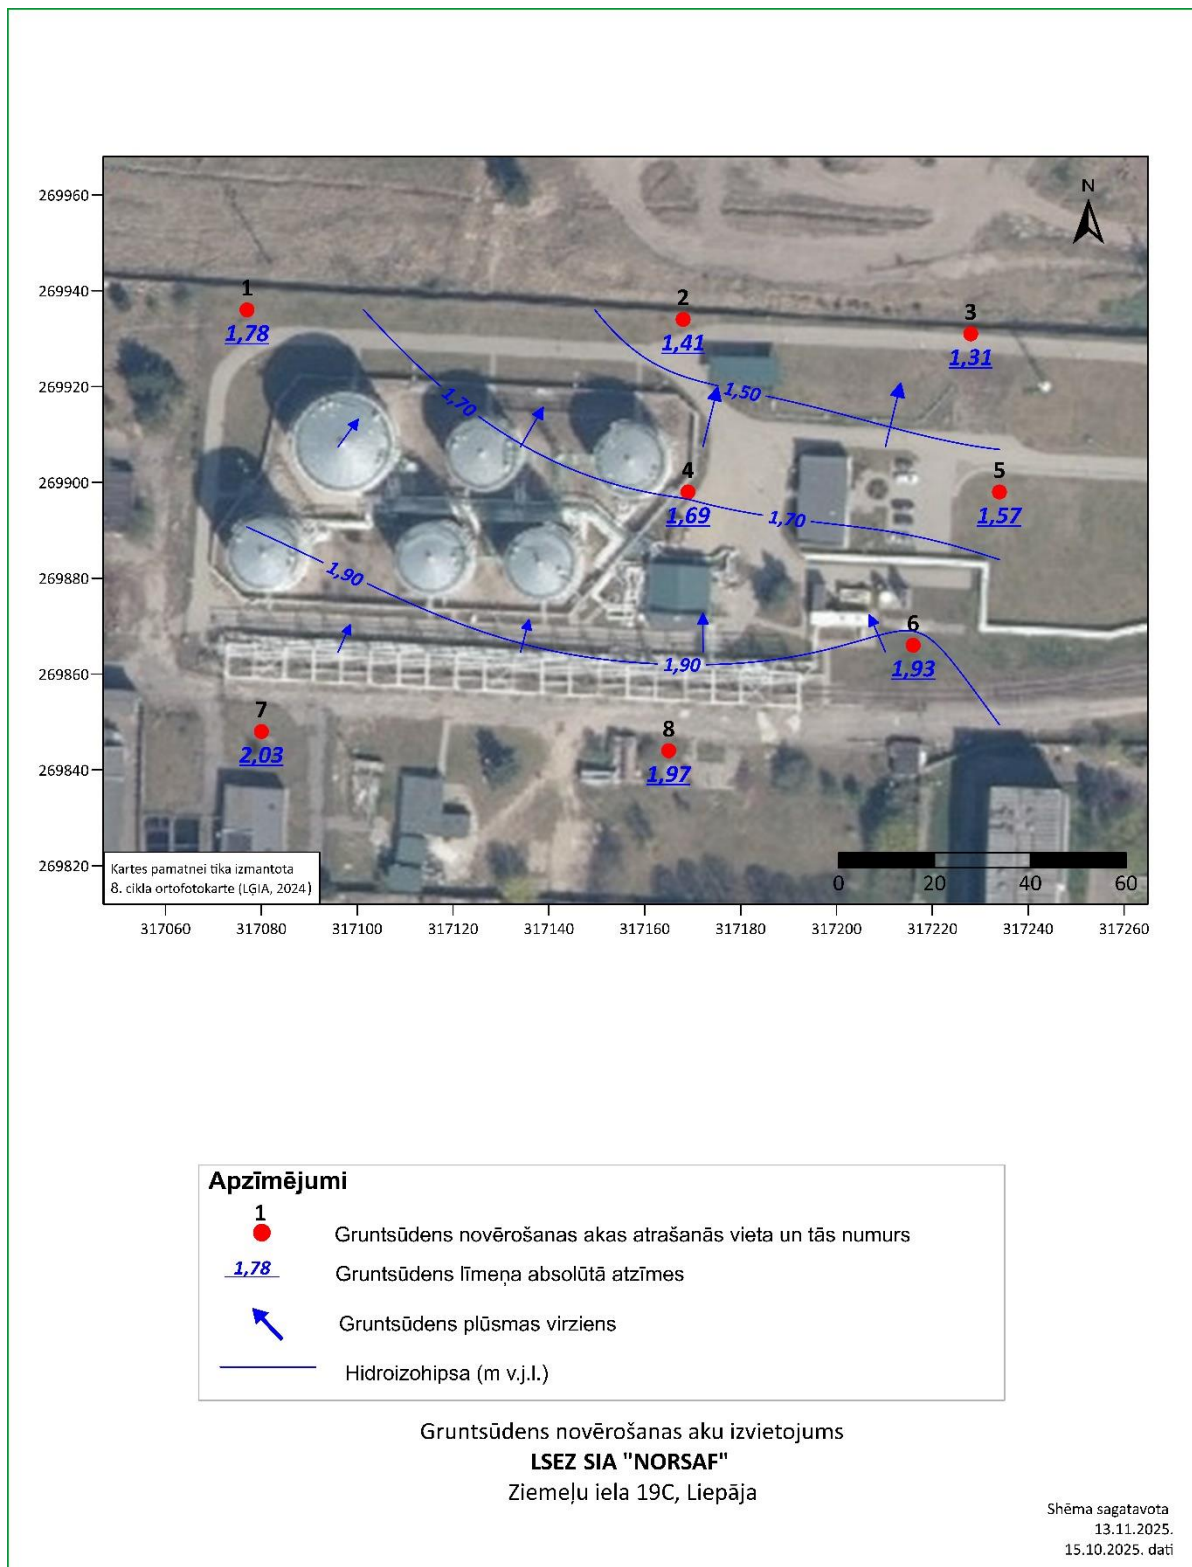 269960
N
269940
1
1,78
2
1,41
3
1,31
269920
1,70
1,50
269900
4
1,69
5
1,57
1,70
269880
1,90
6
1,93
269860
1,90
7
2,03
8
1,97
269840
269820
Kartes pamatnei tika izmantota
8. cikla ortofotokarte (LĢIA, 2024)
0 20 40 60
317060 317080 317100 317120 317140 317160 317180 317200 317220 317240 317260
Apzīmējumi
1
Gruntsūdens novērošanas akas atrašanās vieta un tās numurs
1,78 Gruntsūdens līmeņa absolūtā atzīmes
Gruntsūdens plūsmas virziens
Hidroizohipsa (m v.j.l.)
Gruntsūdens novērošanas aku izvietojums
LSEZ SIA "NORSAF"
Ziemeļu iela 19C, Liepāja
Shēma sagatavota
13.11.2025.
15.10.2025. dati